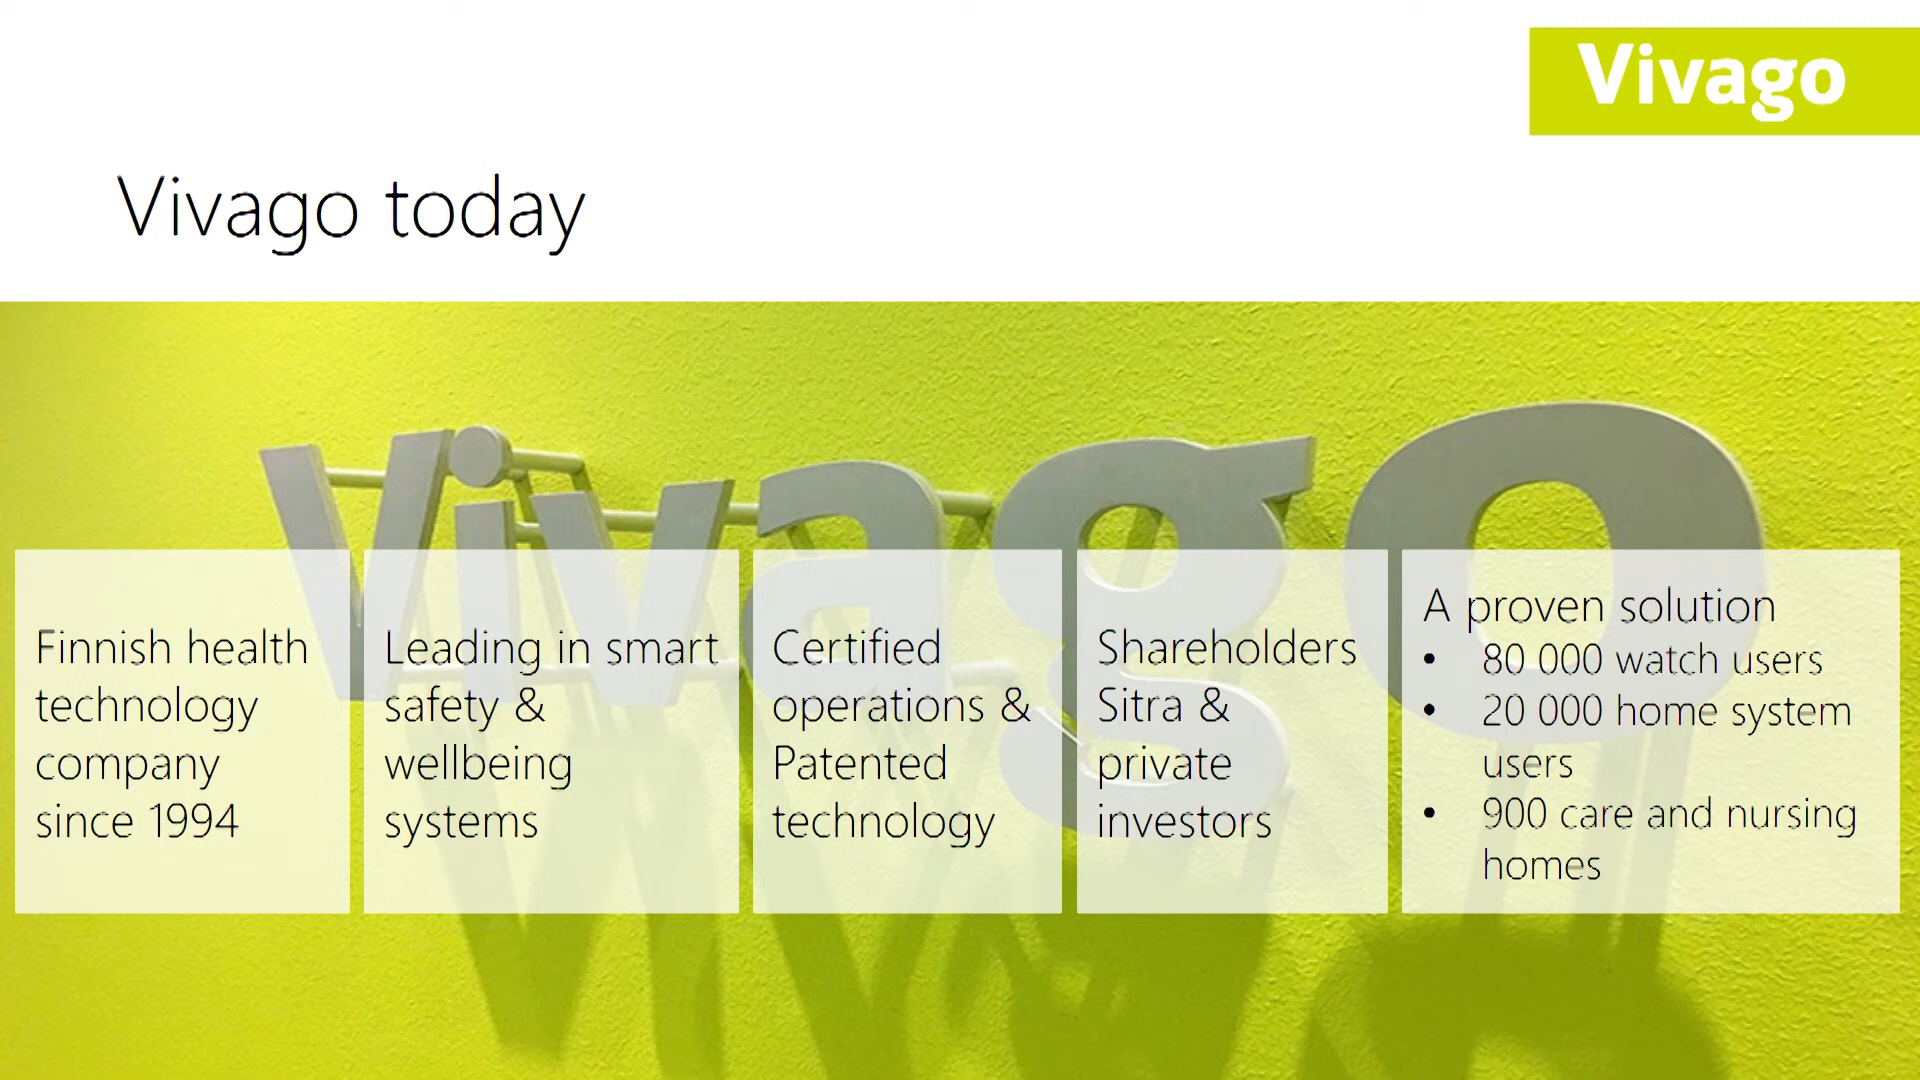 Vivago
Vivago today
Vivago
Finnish health
technology
company
since 1994
Leading in smart
safety &
wellbeing
systems
Certified
operations &
Patented
technology
Shareholders
Sitra &
private
investors
A proven solution
• 80 000 watch users
• 20 000 home system
users
• 900 care and nursing
homes